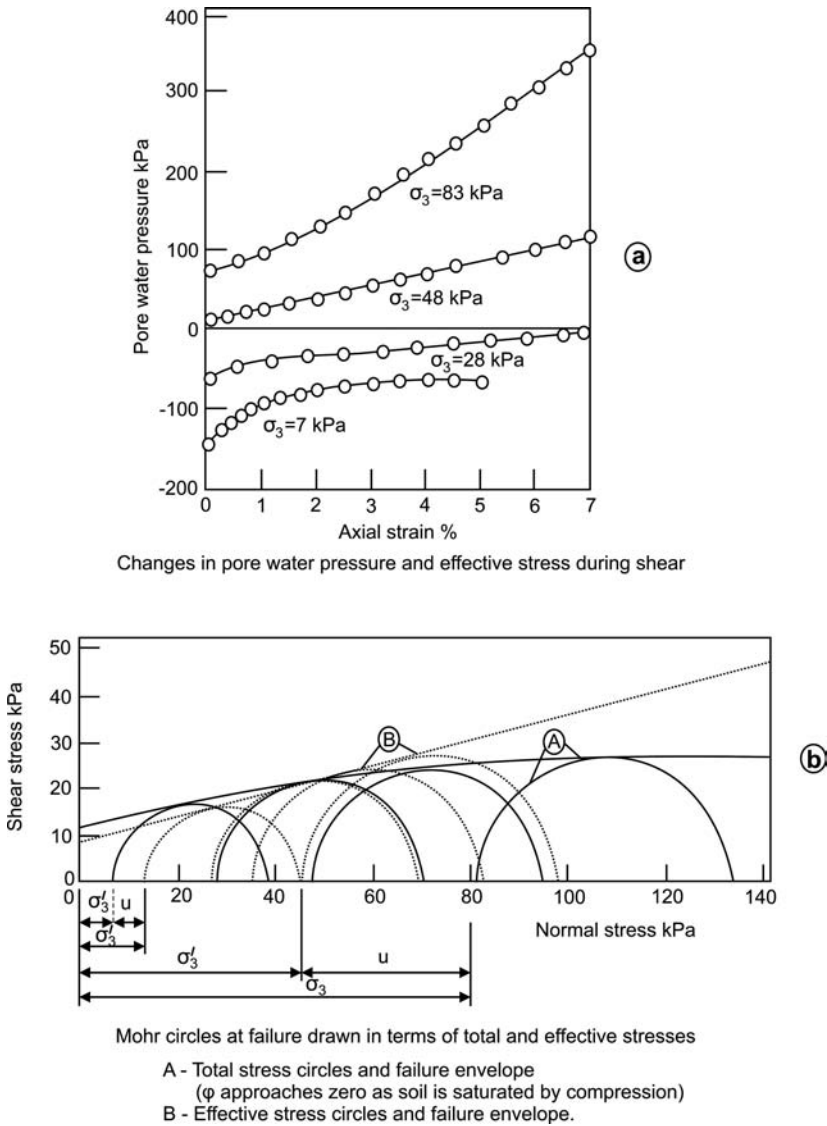 400
300
200
100
0
-100
-200
Pore water pressure kPa
σ3=83 kPa
σ3=48 kPa
σ3=28 kPa
σ3=7 kPa
a
0 1 2 3 4 5 6 7
Axial strain %
Changes in pore water pressure and effective stress during shear
50
40
30
20
10
0
Shear stress kPa
B
A
b
0 20 40 60 80 100 120 140
Normal stress kPa
σ3′ u
σ3′
σ3′ u
σ3
Mohr circles at failure drawn in terms of total and effective stresses
A - Total stress circles and failure envelope
(φ approaches zero as soil is saturated by compression)
B - Effective stress circles and failure envelope.